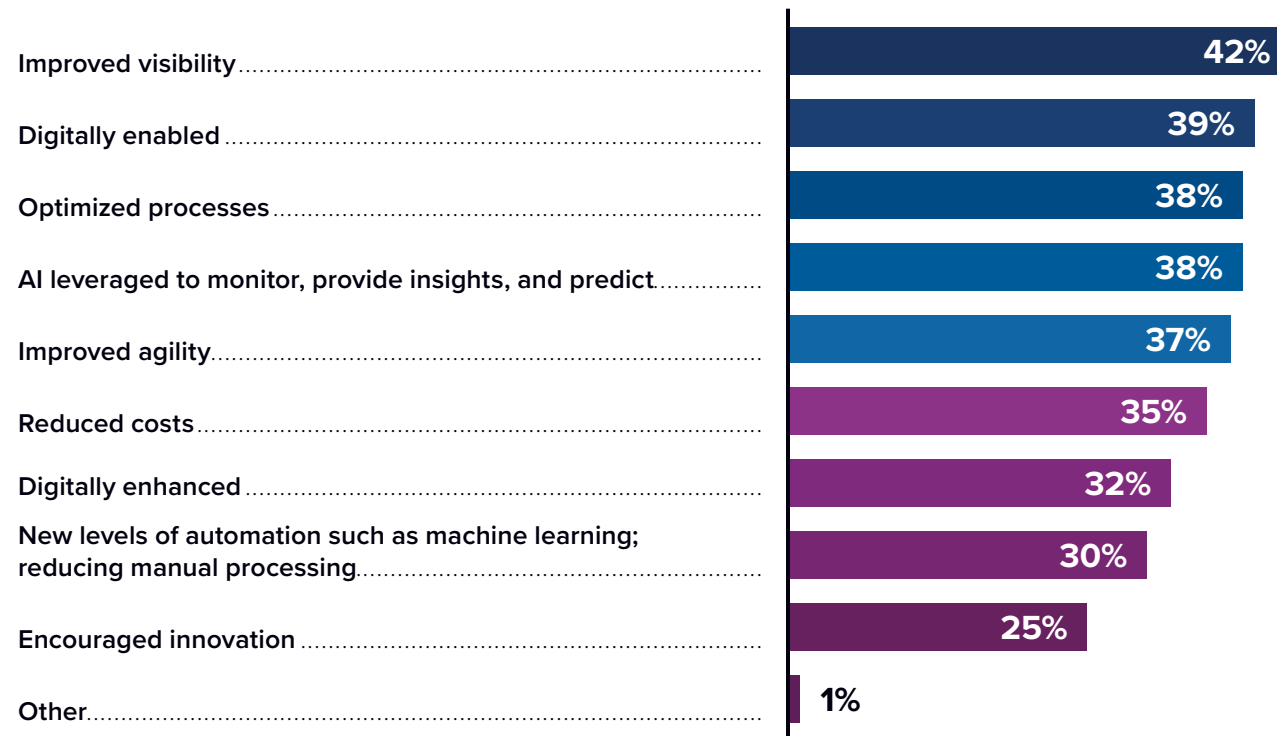 Improved visibility 42%
Digitally enabled 39%
Optimized processes 38%
AI leveraged to monitor, provide insights, and predict 38%
Improved agility 37%
Reduced costs 35%
Digitally enhanced 32%
New levels of automation such as machine learning;
reducing manual processing 30%
Encouraged innovation 25%
Other 1%